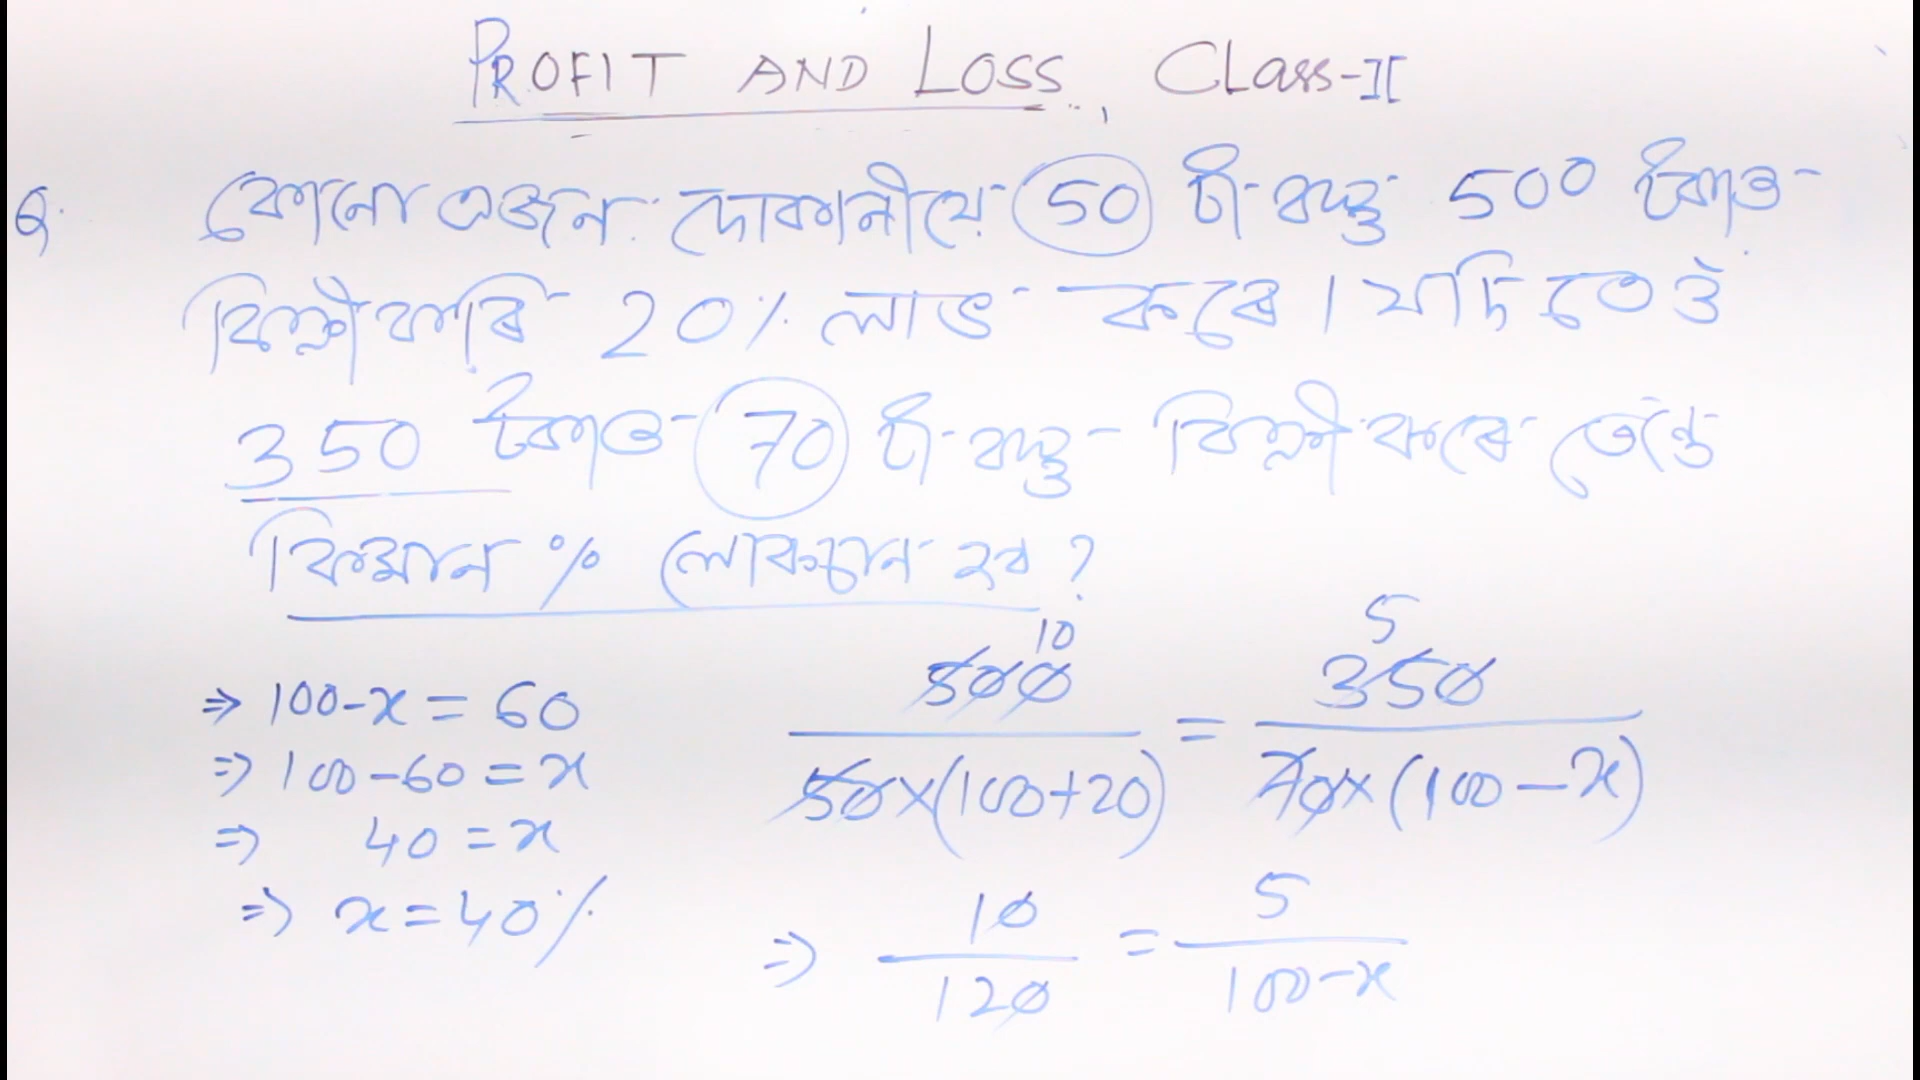 PROFIT AND LOSS, CLass-II
Q. কোনো এজন দোকানীয়ে 50 টা বস্তু 500 টকাত
বিক্ৰী কৰি 20% লাভ কৰে। যদি তেওঁ
350 টকাত 70 টা বস্তু বিক্ৰী কৰে তেন্তে
কিমান % লোকচান হব?
⇒ 100-x = 60
⇒ 100-60 = x
⇒ 40 = x
⇒ x = 40%
10 5
500 = 350
50×(100+20) 70×(100-x)
⇒ 10 = 5
120 100-x